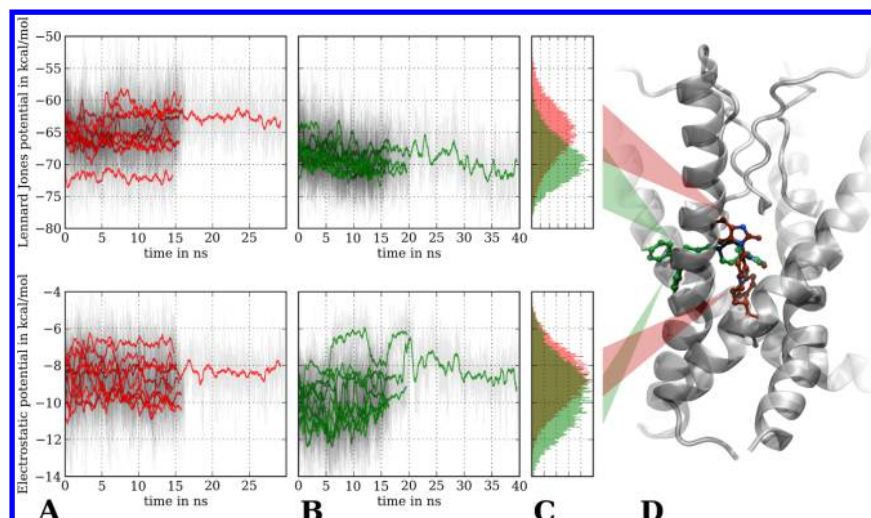 Lennard Jones potential in kcal/mol
−50
−55
−60
−65
−70
−75
−80
0 5 10 15 20 25
time in ns
0 5 10 15 20 25 30 35 40
time in ns
Electrostatic potential in kcal/mol
−4
−6
−8
−10
−12
−14
0 5 10 15 20 25
time in ns
0 5 10 15 20 25 30 35 40
time in ns
A B C D